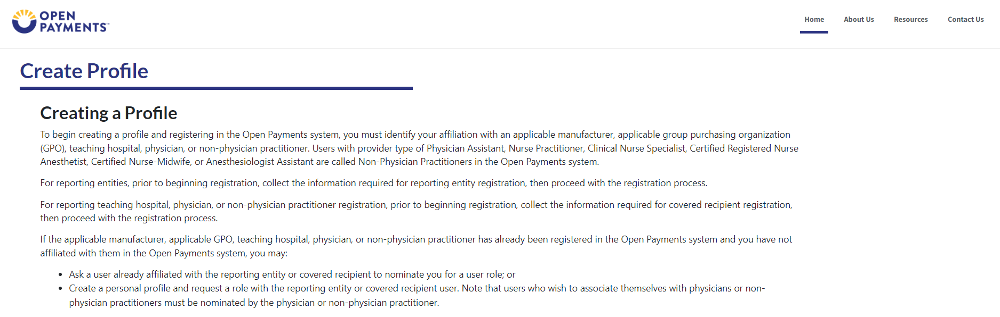 OPEN
PAYMENTS™
Home About Us Resources Contact Us
Create Profile
Creating a Profile
To begin creating a profile and registering in the Open Payments system, you must identify your affiliation with an applicable manufacturer, applicable group purchasing organization
(GPO), teaching hospital, physician, or non-physician practitioner. Users with provider type of Physician Assistant, Nurse Practitioner, Clinical Nurse Specialist, Certified Registered Nurse
Anesthetist, Certified Nurse-Midwife, or Anesthesiologist Assistant are called Non-Physician Practitioners in the Open Payments system.
For reporting entities, prior to beginning registration, collect the information required for reporting entity registration, then proceed with the registration process.
For reporting teaching hospital, physician, or non-physician practitioner registration, prior to beginning registration, collect the information required for covered recipient registration,
then proceed with the registration process.
If the applicable manufacturer, applicable GPO, teaching hospital, physician, or non-physician practitioner has already been registered in the Open Payments system and you have not
affiliated with them in the Open Payments system, you may:
• Ask a user already affiliated with the reporting entity or covered recipient to nominate you for a user role; or
• Create a personal profile and request a role with the reporting entity or covered recipient user. Note that users who wish to associate themselves with physicians or non-
physician practitioners must be nominated by the physician or non-physician practitioner.